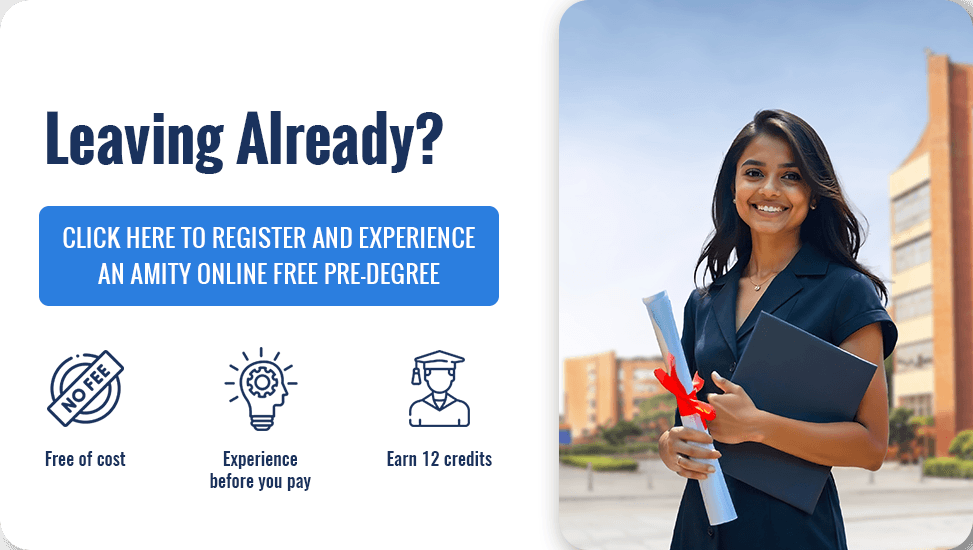 Leaving Already?
CLICK HERE TO REGISTER AND EXPERIENCE
AN AMITY ONLINE FREE PRE-DEGREE
NO FEE
Free of cost
Experience
before you pay
Earn 12 credits